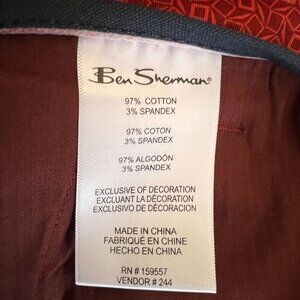 Ben Sherman®
97% COTTON
3% SPANDEX
97% COTON
3% SPANDEX
97% ALGODÓN
3% SPANDEX
EXCLUSIVE OF DECORATION
EXCLUANT LA DÉCORATION
EXCLUSIVO DE DECORACION
MADE IN CHINA
FABRIQUÉ EN CHINE
HECHO EN CHINA
RN # 159557
VENDOR # 244